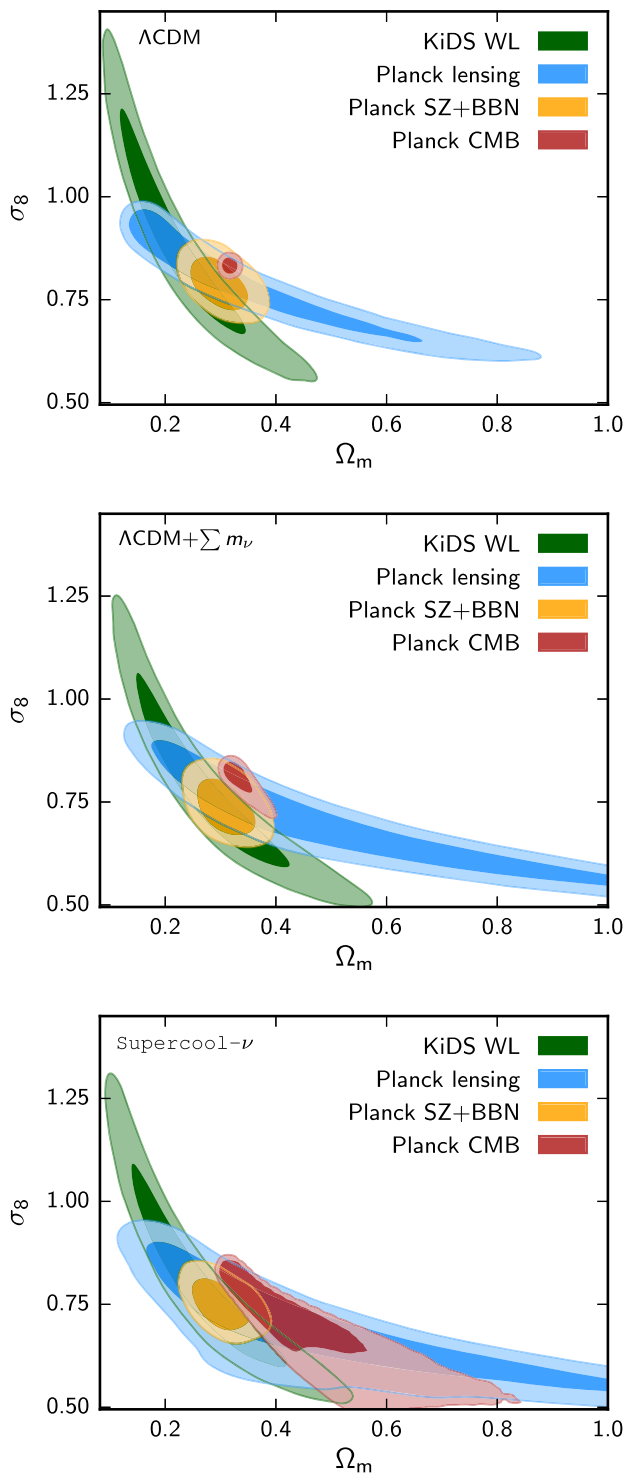 ΛCDM
KiDS WL
Planck lensing
Planck SZ+BBN
Planck CMB
1.25
1.00
0.75
0.50
σ8
0.2 0.4 0.6 0.8 1.0
Ωm
ΛCDM+∑ mν
KiDS WL
Planck lensing
Planck SZ+BBN
Planck CMB
1.25
1.00
0.75
0.50
σ8
0.2 0.4 0.6 0.8 1.0
Ωm
Supercool-ν
KiDS WL
Planck lensing
Planck SZ+BBN
Planck CMB
1.25
1.00
0.75
0.50
σ8
0.2 0.4 0.6 0.8 1.0
Ωm